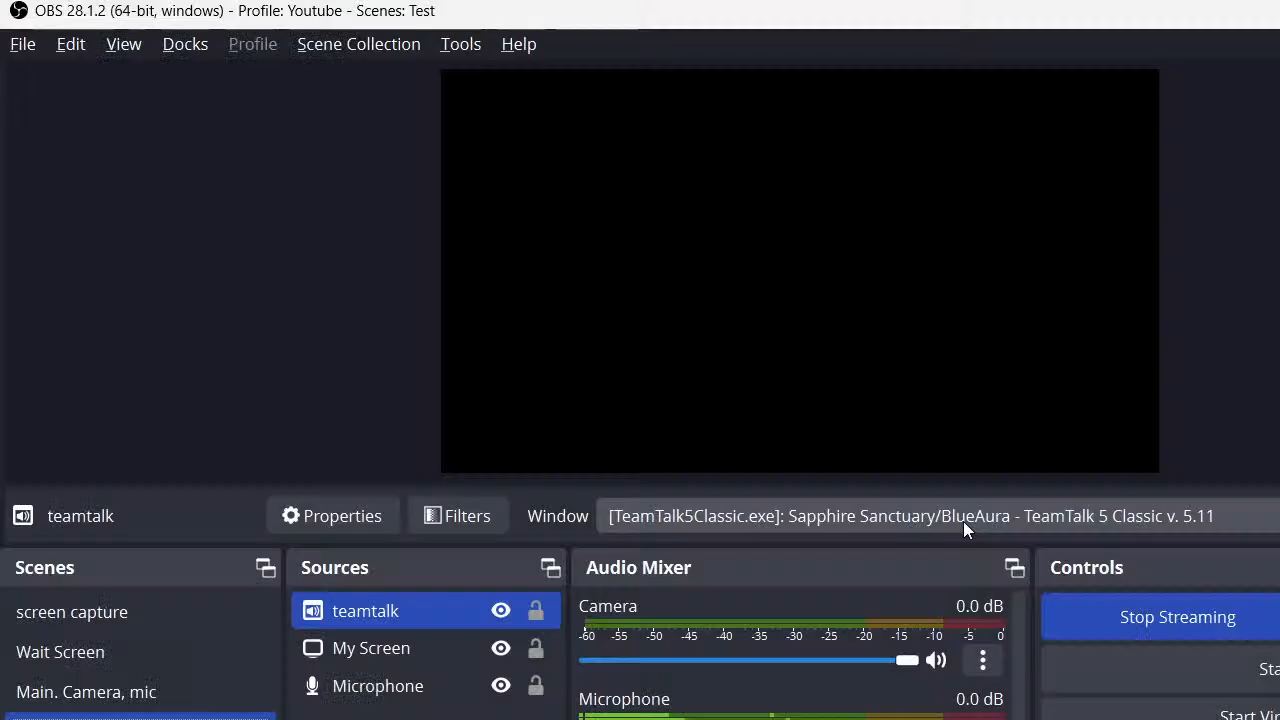 OBS 28.1.2 (64-bit, windows) - Profile: Youtube - Scenes: Test
File Edit View Docks Profile Scene Collection Tools Help
teamtalk Properties Filters Window [TeamTalk5Classic.exe]: Sapphire Sanctuary/BlueAura - TeamTalk 5 Classic v. 5.11
Scenes Sources Audio Mixer Controls
screen capture teamtalk Camera 0.0 dB Stop Streaming
-60 -55 -50 -45 -40 -35 -30 -25 -20 -15 -10 -5 0
Wait Screen My Screen
Main. Camera, mic Microphone Microphone 0.0 dB